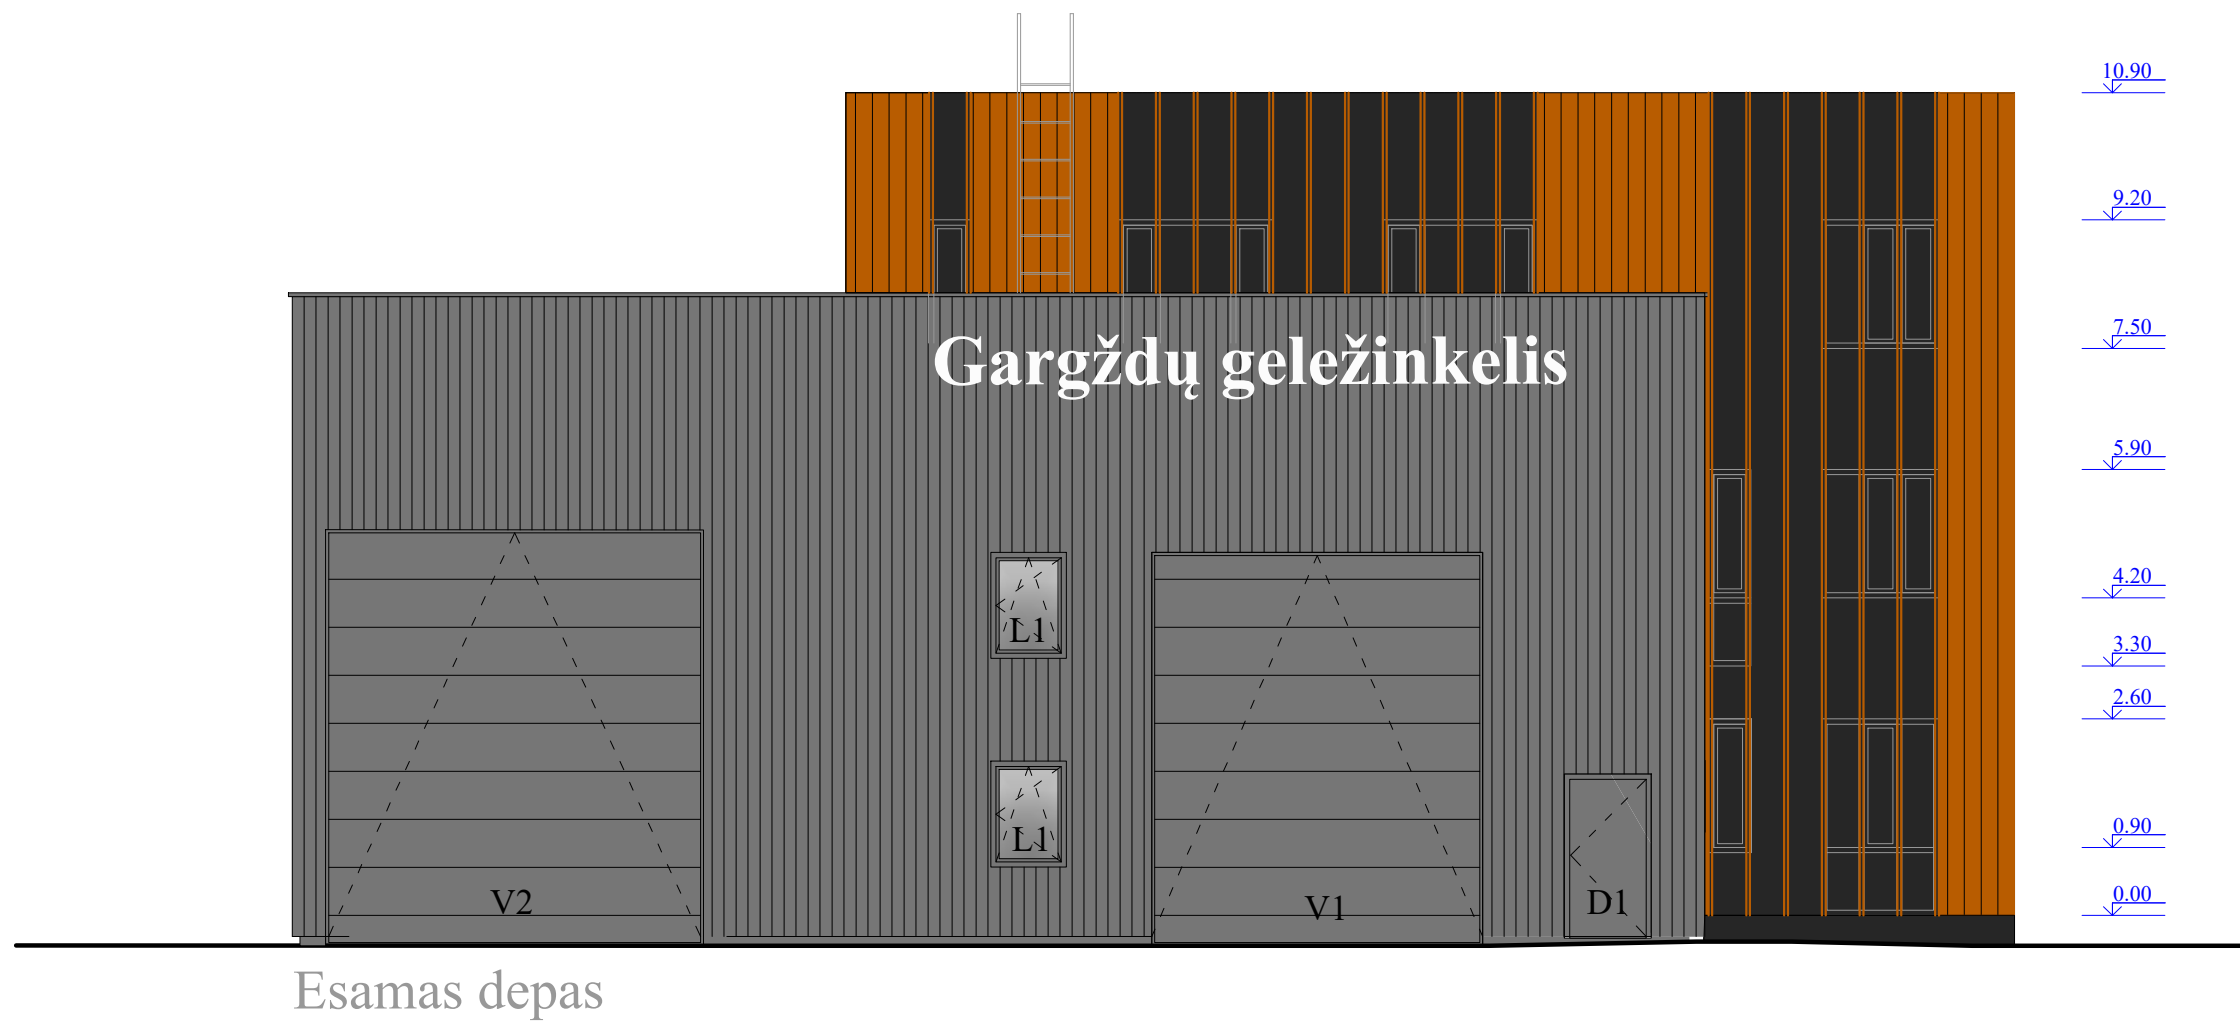 10.90
9.20
7.50
Gargždų geležinkelis
5.90
4.20
L1
3.30
2.60
L1
0.90
0.00
V2
V1
D1
Esamas depas